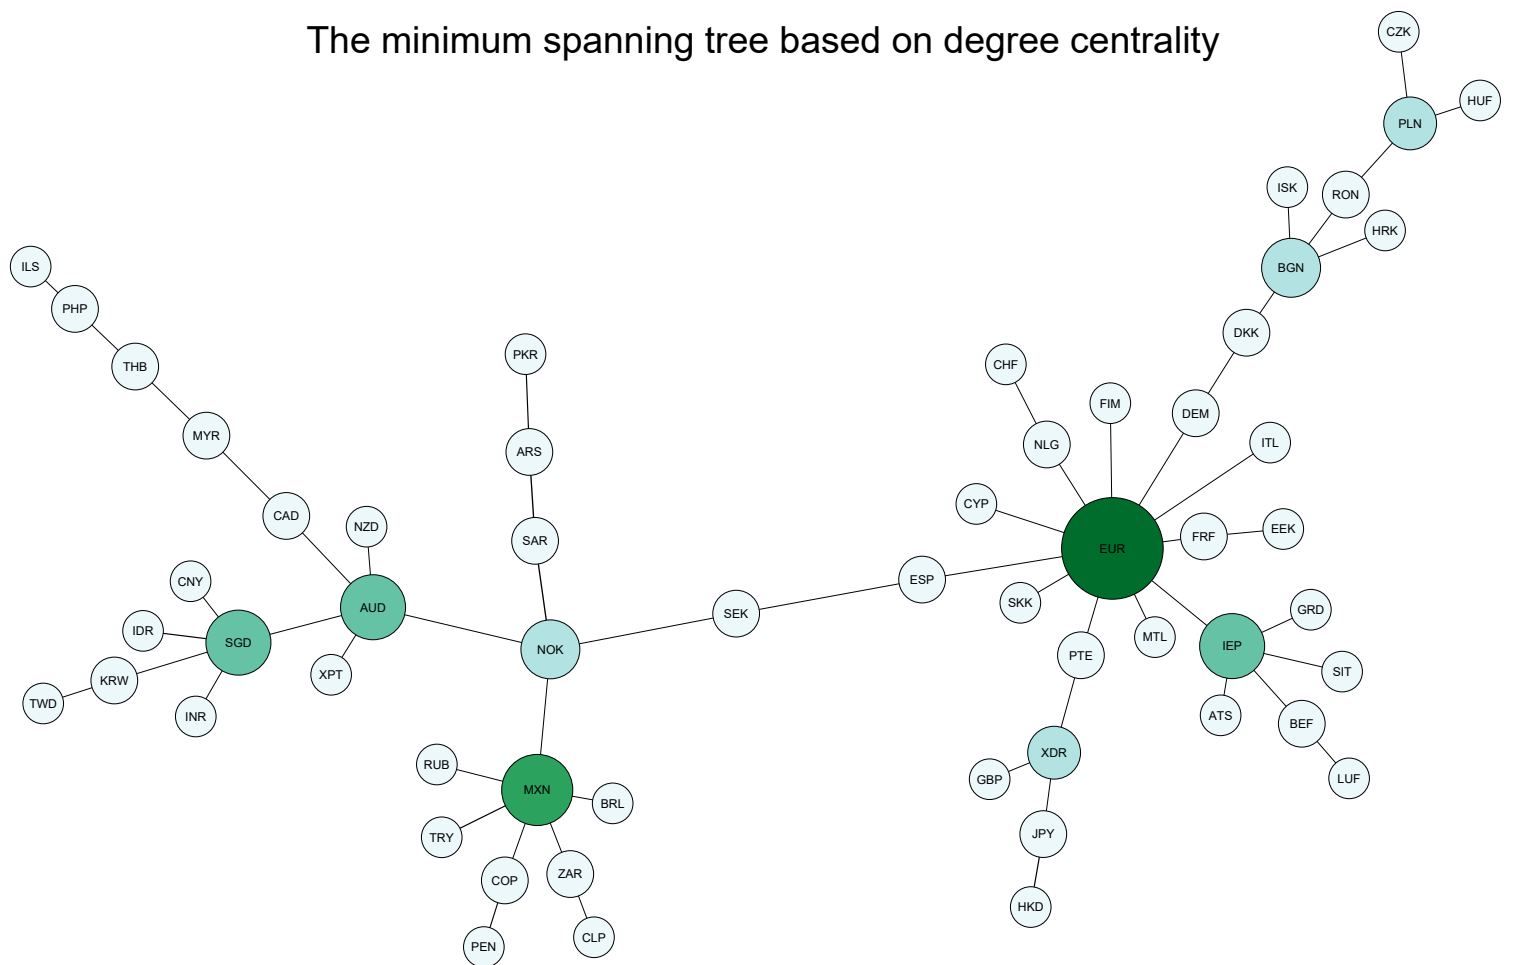 The minimum spanning tree based on degree centrality
CZK
HUF
PLN
ISK
RON
HRK
BGN
ILS
PHP
DKK
PKR
THB
CHF
FIM
DEM
MYR
ITL
NLG
ARS
CYP
CAD
NZD
EEK
FRF
SAR
EUR
CNY
ESP
SKK
AUD
GRD
SEK
IDR
MTL
SGD
IEP
NOK
PTE
SIT
XPT
KRW
TWD
INR
ATS
BEF
XDR
RUB
GBP
LUF
MXN
BRL
JPY
TRY
ZAR
COP
HKD
CLP
PEN